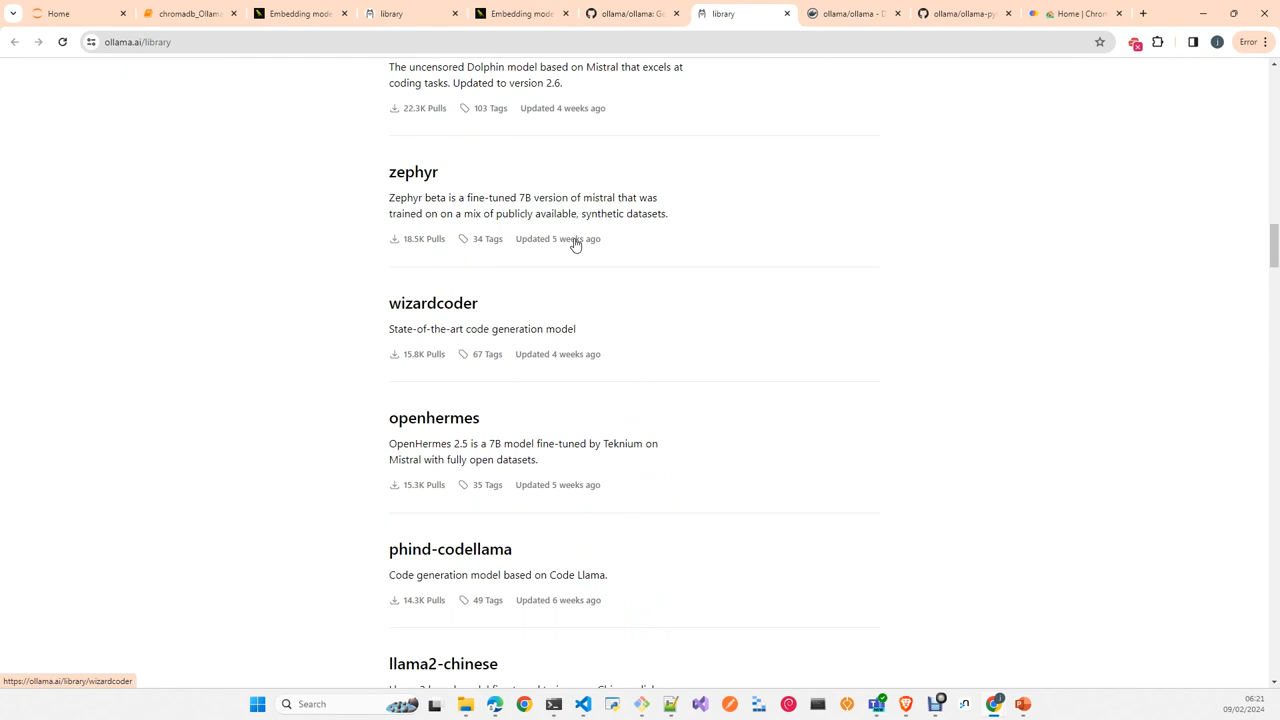 Home
chromadb_Ollama
Embedding mode
library
Embedding mode
ollama/ollama: Ge
library
ollama/ollama - D
ollama/ollama-py
Home | Chrom
ollama.ai/library
Error
The uncensored Dolphin model based on Mistral that excels at
coding tasks. Updated to version 2.6.
22.3K Pulls 103 Tags Updated 4 weeks ago
zephyr
Zephyr beta is a fine-tuned 7B version of mistral that was
trained on on a mix of publicly available, synthetic datasets.
18.5K Pulls 34 Tags Updated 5 weeks ago
wizardcoder
State-of-the-art code generation model
15.8K Pulls 67 Tags Updated 4 weeks ago
openhermes
OpenHermes 2.5 is a 7B model fine-tuned by Teknium on
Mistral with fully open datasets.
15.3K Pulls 35 Tags Updated 5 weeks ago
phind-codellama
Code generation model based on Code Llama.
14.3K Pulls 49 Tags Updated 6 weeks ago
llama2-chinese
https://ollama.ai/library/wizardcoder
Search
06:21
09/02/2024